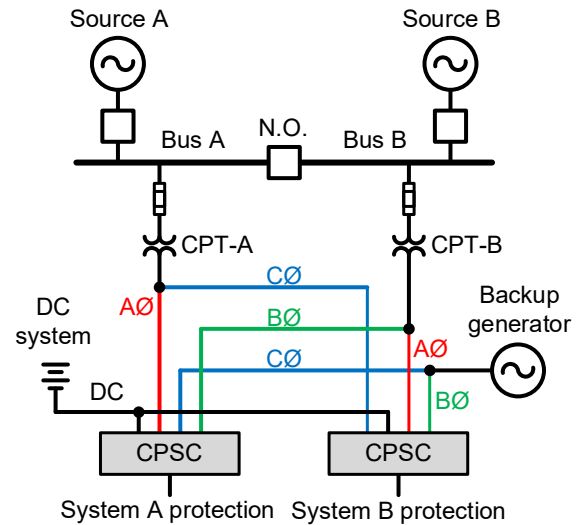 Source A
Source B
N.O.
Bus A
Bus B
CPT-A
CPT-B
CØ
AØ
BØ
DC
system
Backup
generator
AØ
CØ
BØ
DC
CPSC
CPSC
System A protection
System B protection